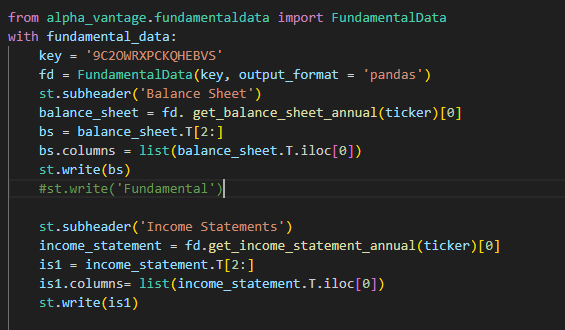 from alpha_vantage.fundamentaldata import FundamentalData
with fundamental_data:
    key = '9C2OWRXPCKQHEBVS'
    fd = FundamentalData(key, output_format = 'pandas')
    st.subheader('Balance Sheet')
    balance_sheet = fd. get_balance_sheet_annual(ticker)[0]
    bs = balance_sheet.T[2:]
    bs.columns = list(balance_sheet.T.iloc[0])
    st.write(bs)
    #st.write('Fundamental')
    st.subheader('Income Statements')
    income_statement = fd.get_income_statement_annual(ticker)[0]
    is1 = income_statement.T[2:]
    is1.columns= list(income_statement.T.iloc[0])
    st.write(is1)